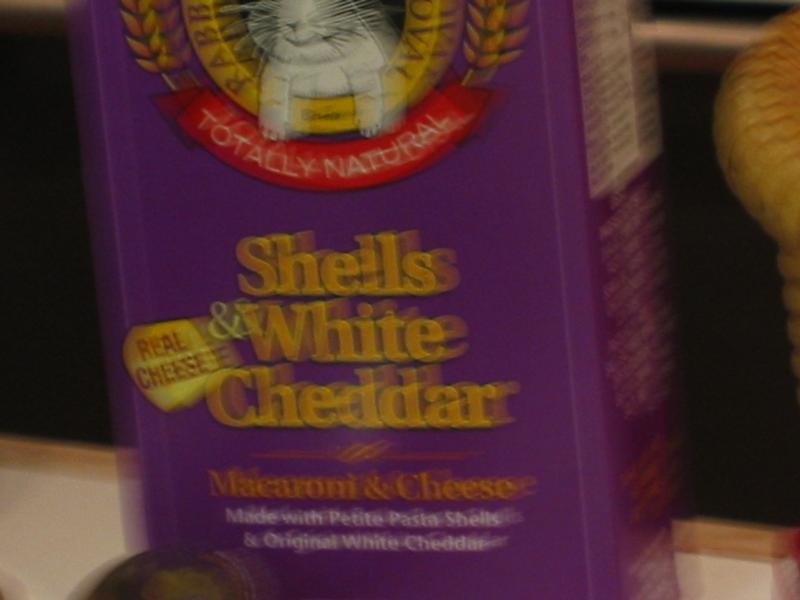 TOTALLY NATURAL
Shells
& White
Cheddar
REAL
CHEESE
Macaroni & Cheese
Made with Petite Pasta Shells
& Original White Cheddar